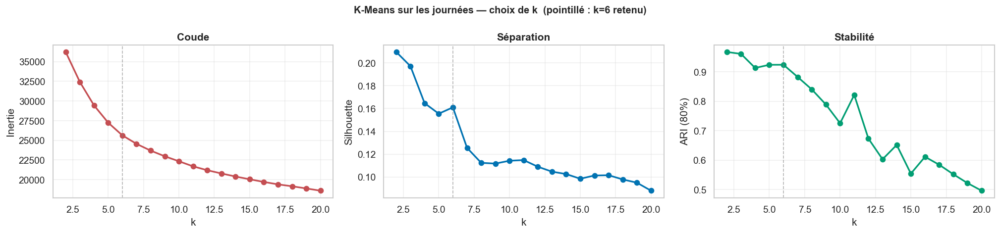 K-Means sur les journées — choix de k  (pointillé : k=6 retenu)
Coude
Inertie
35000
32500
30000
27500
25000
22500
20000
2.5 5.0 7.5 10.0 12.5 15.0 17.5 20.0
k
Séparation
Silhouette
0.20
0.18
0.16
0.14
0.12
0.10
2.5 5.0 7.5 10.0 12.5 15.0 17.5 20.0
k
Stabilité
ARI (80%)
0.9
0.8
0.7
0.6
0.5
2.5 5.0 7.5 10.0 12.5 15.0 17.5 20.0
k